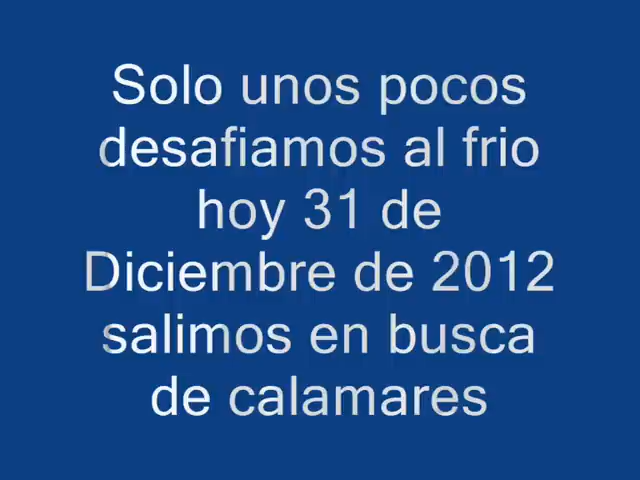 Solo unos pocos
desafiamos al frio
hoy 31 de
Diciembre de 2012
salimos en busca
de calamares